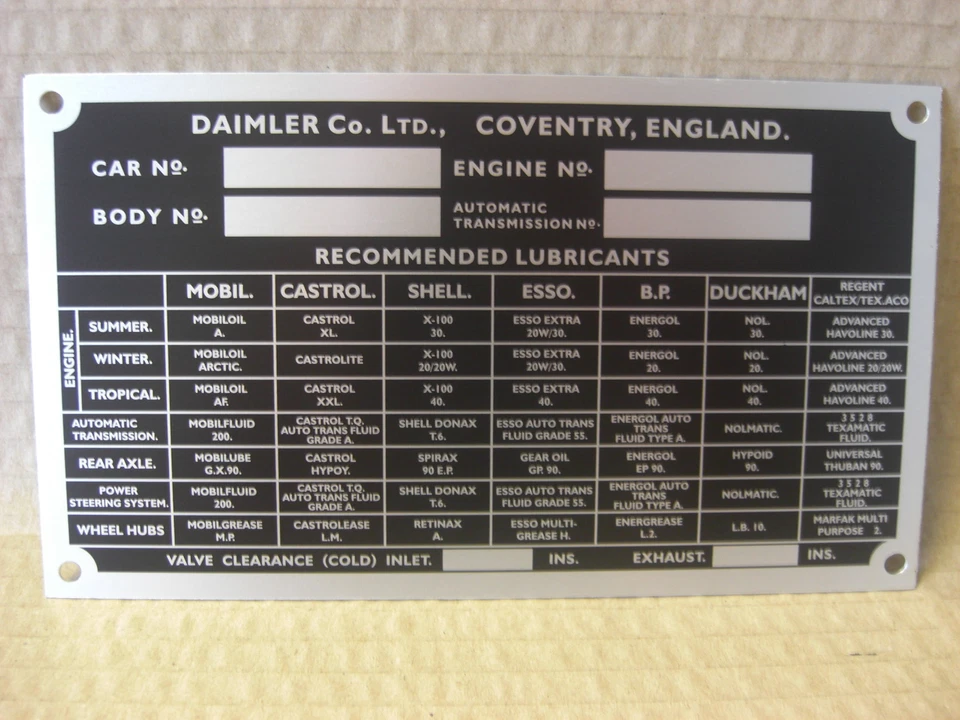 DAIMLER Co. LTD., COVENTRY, ENGLAND.
CAR No. ENGINE No.
BODY No. AUTOMATIC TRANSMISSION No.
RECOMMENDED LUBRICANTS
MOBIL. CASTROL. SHELL. ESSO. B.P. DUCKHAM REGENT CALTEX/TEX.ACO
ENGINE.
SUMMER. MOBILOIL A. CASTROL XL. X-100 30. ESSO EXTRA 20W/30. ENERGOL 30. NOL. 30. ADVANCED HAVOLINE 30.
WINTER. MOBILOIL ARCTIC. CASTROLITE X-100 20/20W. ESSO EXTRA 20W/30. ENERGOL 20. NOL. 20. ADVANCED HAVOLINE 20/20W.
TROPICAL. MOBILOIL AF. CASTROL XXL. X-100 40. ESSO EXTRA 40. ENERGOL 40. NOL. 40. ADVANCED HAVOLINE 40.
AUTOMATIC TRANSMISSION. MOBILFLUID 200. CASTROL T.Q. AUTO TRANS FLUID GRADE A. SHELL DONAX T.6. ESSO AUTO TRANS FLUID GRADE 55. ENERGOL AUTO TRANS FLUID TYPE A. NOLMATIC. 3528 TEXAMATIC FLUID.
REAR AXLE. MOBILUBE G.X.90. CASTROL HYPOY. SPIRAX 90 E.P. GEAR OIL GP. 90. ENERGOL EP 90. HYPOID 90. UNIVERSAL THUBAN 90.
POWER STEERING SYSTEM. MOBILFLUID 200. CASTROL T.Q. AUTO TRANS FLUID GRADE A. SHELL DONAX T.6. ESSO AUTO TRANS FLUID GRADE 55. ENERGOL AUTO TRANS FLUID TYPE A. NOLMATIC. 3528 TEXAMATIC FLUID.
WHEEL HUBS MOBILGREASE M.P. CASTROLEASE L.M. RETINAX A. ESSO MULTI-GREASE H. ENERGREASE L.2. L.B. 10. MARFAK MULTI PURPOSE 2.
VALVE CLEARANCE (COLD) INLET. INS. EXHAUST. INS.